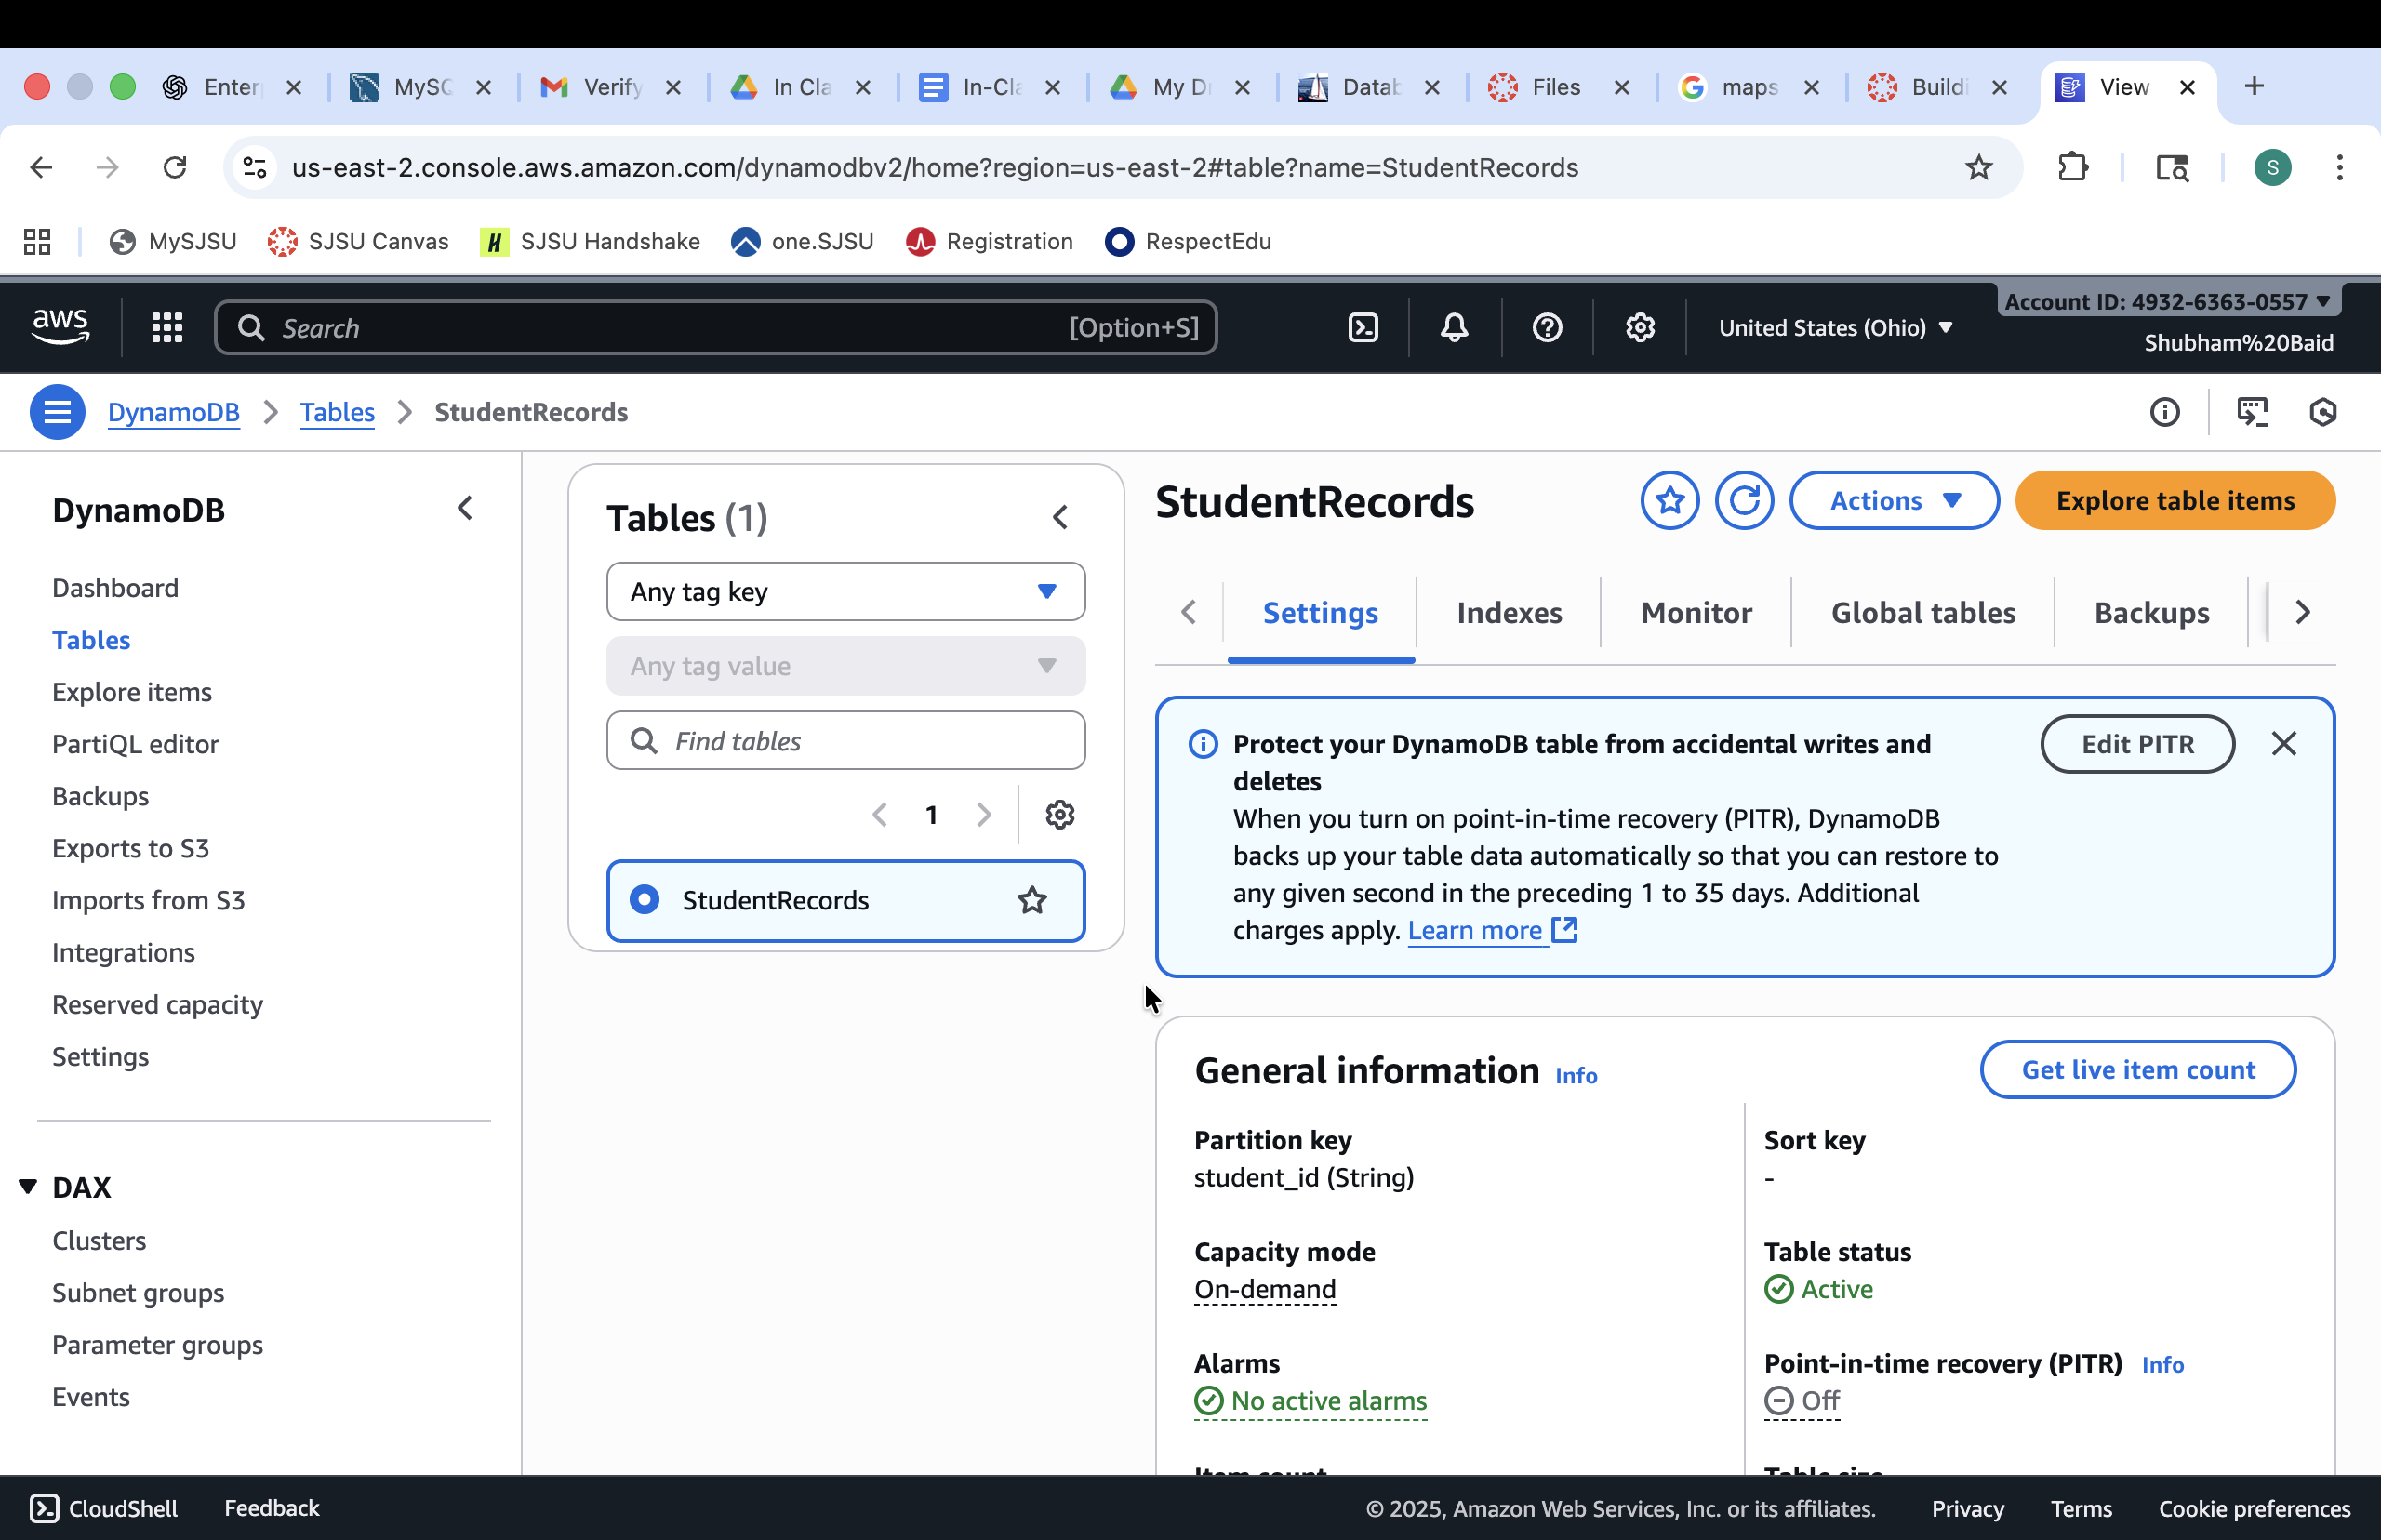 Enter
MySQ
Verify
In Cla
In-Cla
My Dr
Datab
Files
maps
Buildi
View
us-east-2.console.aws.amazon.com/dynamodbv2/home?region=us-east-2#table?name=StudentRecords
S
MySJSU
SJSU Canvas
H SJSU Handshake
one.SJSU
Registration
RespectEdu
aws
Search
[Option+S]
United States (Ohio)
Account ID: 4932-6363-0557
Shubham%20Baid
DynamoDB
Tables
StudentRecords
DynamoDB
Dashboard
Tables
Explore items
PartiQL editor
Backups
Exports to S3
Imports from S3
Integrations
Reserved capacity
Settings
DAX
Clusters
Subnet groups
Parameter groups
Events
Tables (1)
Any tag key
Any tag value
Find tables
1
StudentRecords
StudentRecords
Actions
Explore table items
Settings
Indexes
Monitor
Global tables
Backups
Protect your DynamoDB table from accidental writes and
deletes
When you turn on point-in-time recovery (PITR), DynamoDB
backs up your table data automatically so that you can restore to
any given second in the preceding 1 to 35 days. Additional
charges apply. Learn more
Edit PITR
General information Info
Get live item count
Partition key
student_id (String)
Sort key
-
Capacity mode
On-demand
Table status
Active
Alarms
No active alarms
Point-in-time recovery (PITR) Info
Off
Item count
Table size
CloudShell
Feedback
© 2025, Amazon Web Services, Inc. or its affiliates.
Privacy
Terms
Cookie preferences